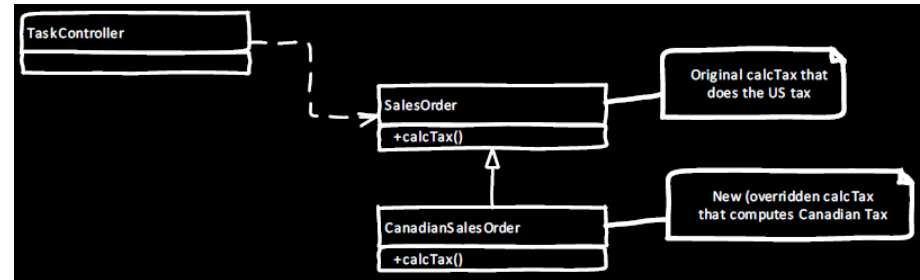 TaskController
Original calcTax that
does the US tax
SalesOrder
+calcTax()
New (overridden calcTax
that computes Canadian Tax
CanadianSalesOrder
+calcTax()